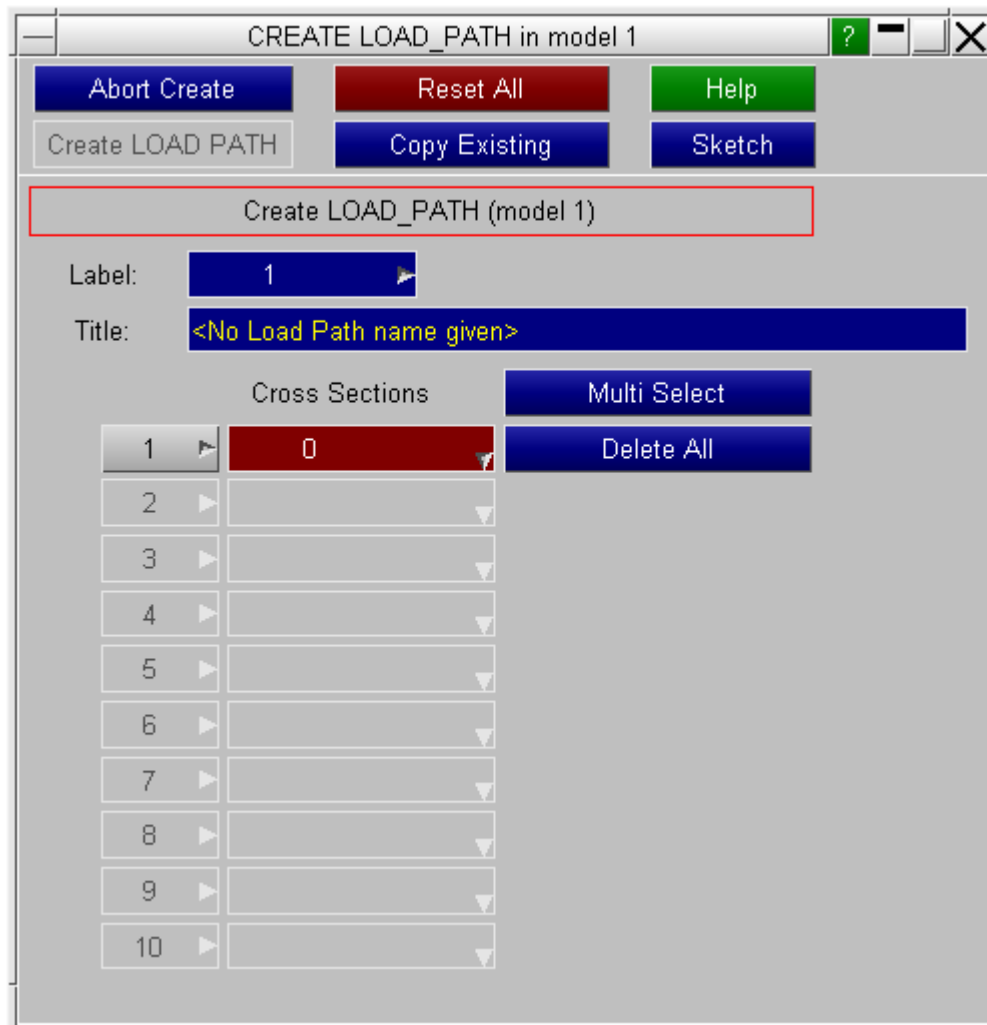 CREATE LOAD_PATH in model 1 ?
Abort Create Reset All Help
Create LOAD PATH Copy Existing Sketch
Create LOAD_PATH (model 1)
Label: 1
Title: <No Load Path name given>
Cross Sections Multi Select
1 0 Delete All
2
3
4
5
6
7
8
9
10